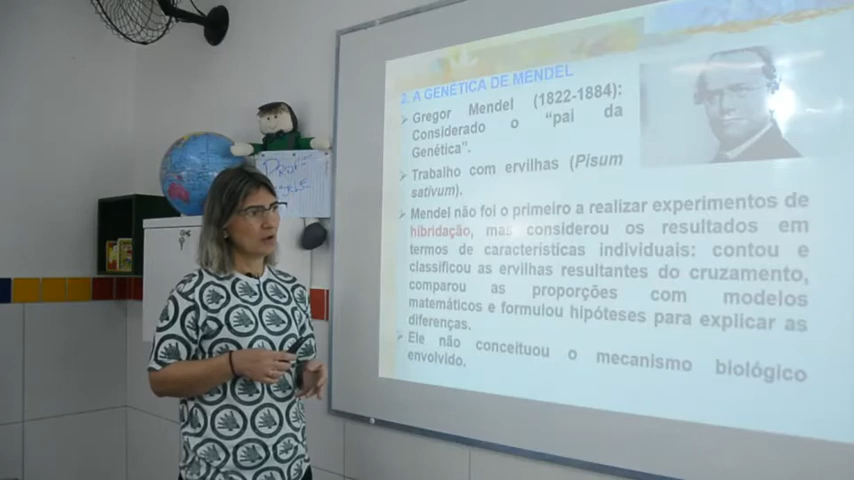 2. A GENÉTICA DE MENDEL
Gregor Mendel (1822-1884):
Considerado o “pai da
Genética”.
Trabalho com ervilhas (Pisum
sativum).
Mendel não foi o primeiro a realizar experimentos de
hibridação, mas considerou os resultados em
termos de características individuais: contou e
classificou as ervilhas resultantes do cruzamento,
comparou as proporções com modelos
matemáticos e formulou hipóteses para explicar as
diferenças.
Ele não conceituou o mecanismo biológico
envolvido.